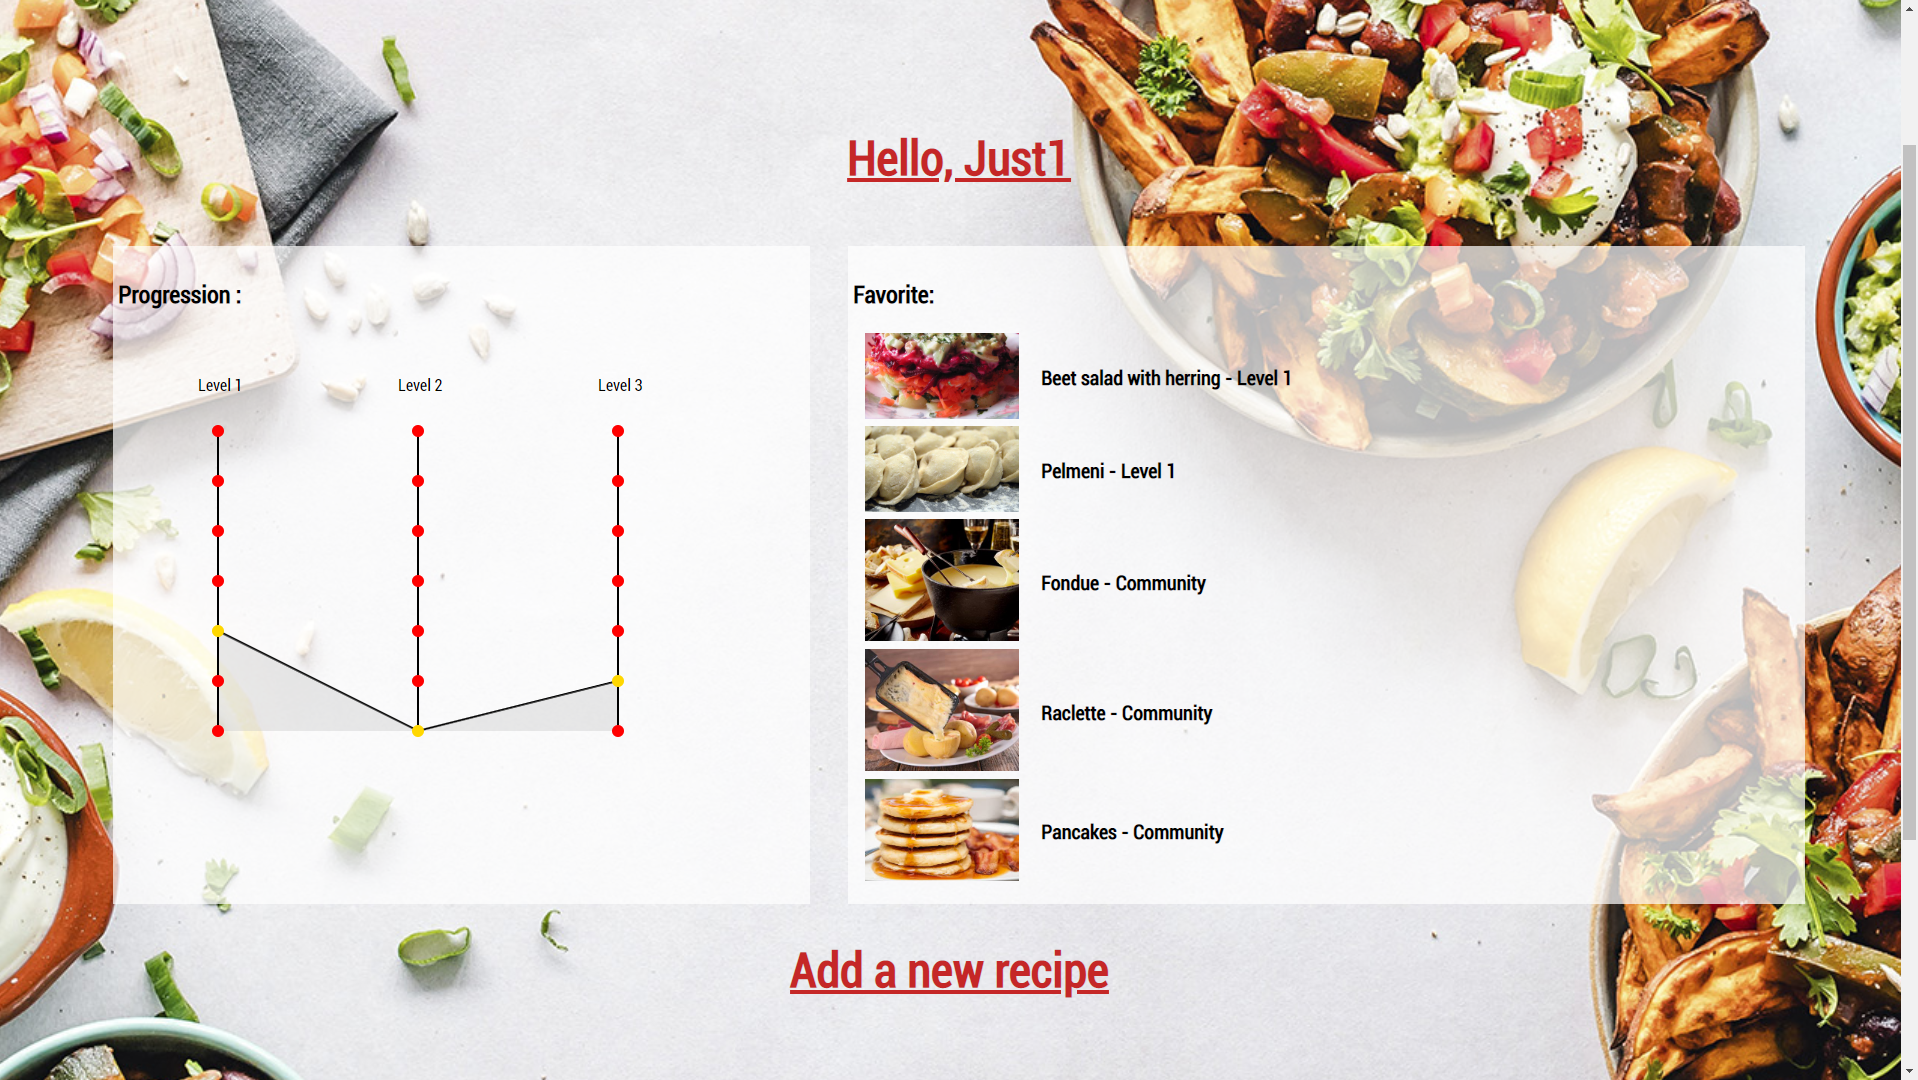 Hello, Just1
Progression :
Level 1
Level 2
Level 3
Favorite:
Beet salad with herring - Level 1
Pelmeni - Level 1
Fondue - Community
Raclette - Community
Pancakes - Community
Add a new recipe